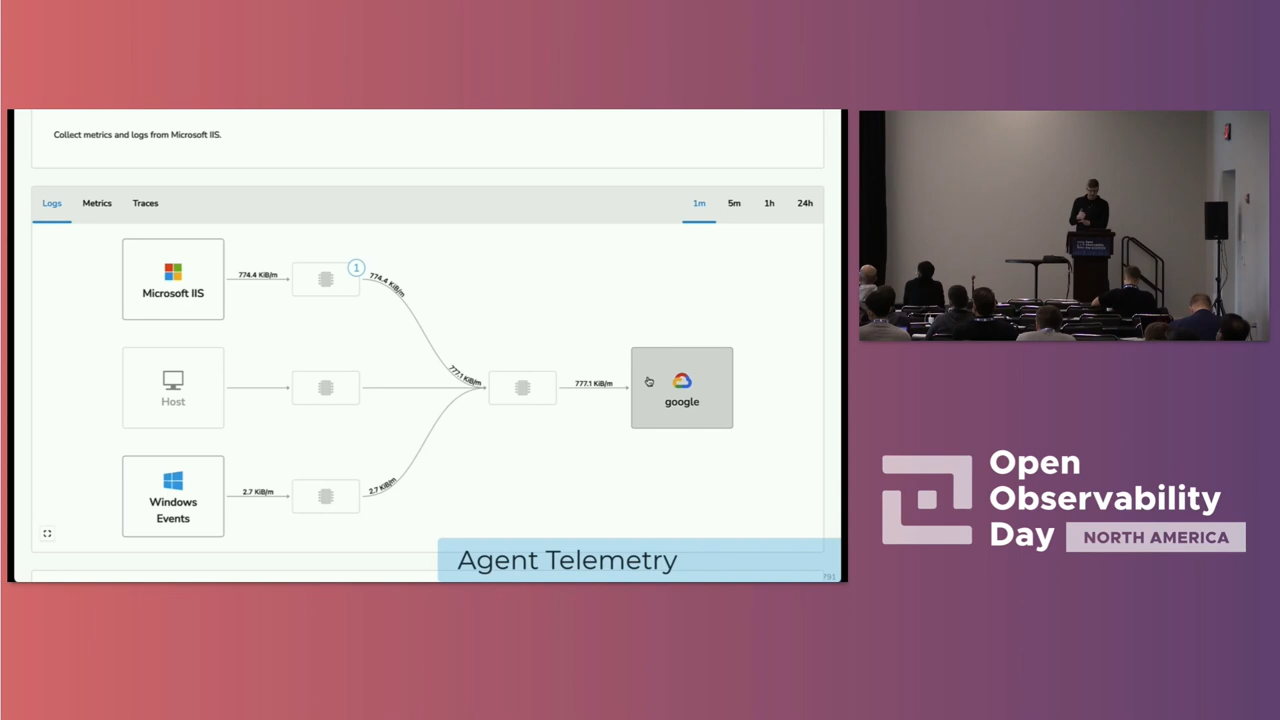 Collect metrics and logs from Microsoft IIS.
Logs Metrics Traces 1m 5m 1h 24h
774.4 KiB/m
1
774.4 KiB/m
Microsoft IIS
777.1 KiB/m
777.1 KiB/m
Host
google
2.7 KiB/m
2.7 KiB/m
Windows
Events
Agent Telemetry
791
Open
Observability
Day
NORTH AMERICA